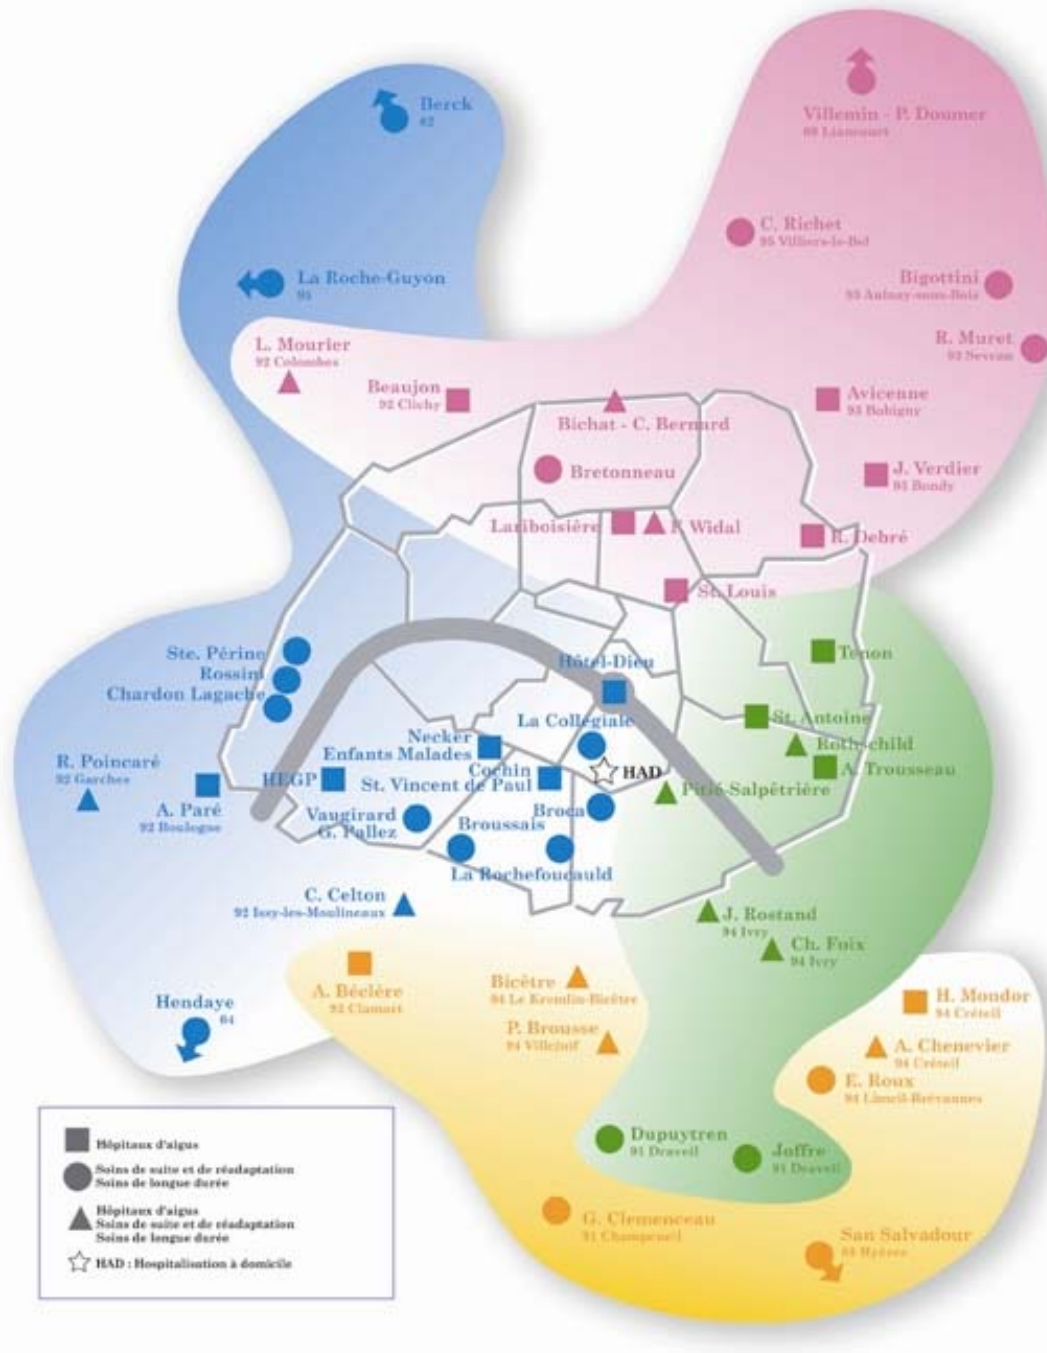 Berck
62
Villemin - P. Doumer
60 Liancourt
C. Richet
95 Villiers-le-Bel
La Roche-Guyon
95
Bigottini
93 Aulnay-sous-Bois
R. Muret
93 Sevran
L. Mourier
92 Colombes
Beaujon
92 Clichy
Avicenne
93 Bobigny
Bichat - C. Bernard
Bretonneau
J. Verdier
93 Bondy
Lariboisière
F. Widal
R. Debré
St. Louis
Ste. Périne
Rossini
Chardon Lagache
Hôtel-Dieu
Tenon
La Collégiale
St. Antoine
Necker
Enfants Malades
Rothschild
R. Poincaré
92 Garches
HEGP
Cochin
St. Vincent de Paul
HAD
A. Trousseau
Pitié-Salpêtrière
A. Paré
92 Boulogne
Vaugirard
G. Pallez
Broca
Broussais
La Rochefoucauld
C. Celton
92 Issy-les-Moulineaux
J. Rostand
94 Ivry
Ch. Foix
94 Ivry
A. Béclère
92 Clamart
Bicêtre
94 Le Kremlin-Bicêtre
Hendaye
64
H. Mondor
94 Créteil
P. Brousse
94 Villejuif
A. Chenevier
94 Créteil
E. Roux
94 Limeil-Brévannes
Dupuytren
91 Draveil
Joffre
91 Draveil
G. Clemenceau
91 Champcueil
San Salvadour
83 Hyères
Hôpitaux d'aigus
Soins de suite et de réadaptation
Soins de longue durée
Hôpitaux d'aigus
Soins de suite et de réadaptation
Soins de longue durée
HAD : Hospitalisation à domicile